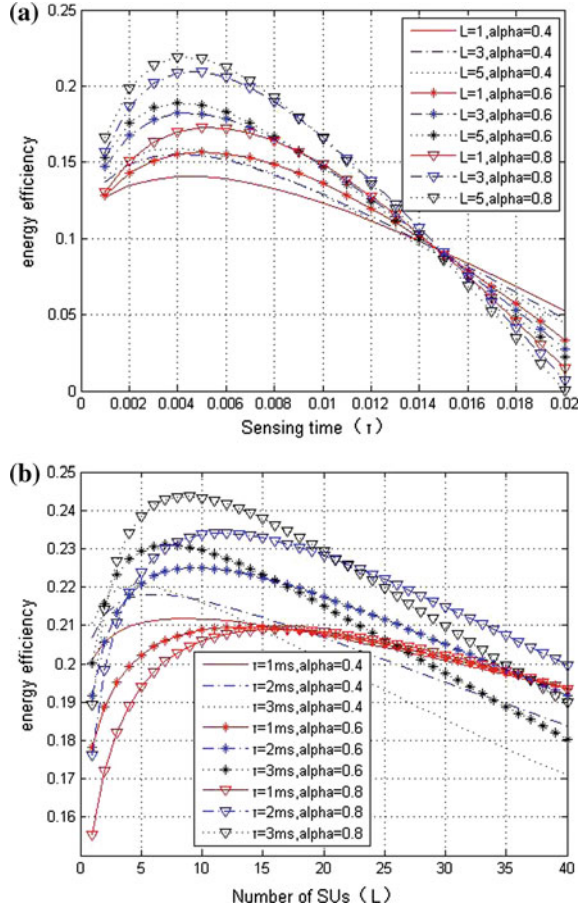 (a)
0.25
0.2
0.15
0.1
0.05
0
energy efficiency
L=1,alpha=0.4
L=3,alpha=0.4
L=5,alpha=0.4
L=1,alpha=0.6
L=3,alpha=0.6
L=5,alpha=0.6
L=1,alpha=0.8
L=3,alpha=0.8
L=5,alpha=0.8
0 0.002 0.004 0.006 0.008 0.01 0.012 0.014 0.016 0.018 0.02
Sensing time (τ)
(b)
0.25
0.24
0.23
0.22
0.21
0.2
0.19
0.18
0.17
0.16
energy efficiency
τ=1ms,alpha=0.4
τ=2ms,alpha=0.4
τ=3ms,alpha=0.4
τ=1ms,alpha=0.6
τ=2ms,alpha=0.6
τ=3ms,alpha=0.6
τ=1ms,alpha=0.8
τ=2ms,alpha=0.8
τ=3ms,alpha=0.8
0 5 10 15 20 25 30 35 40
Number of SUs (L)